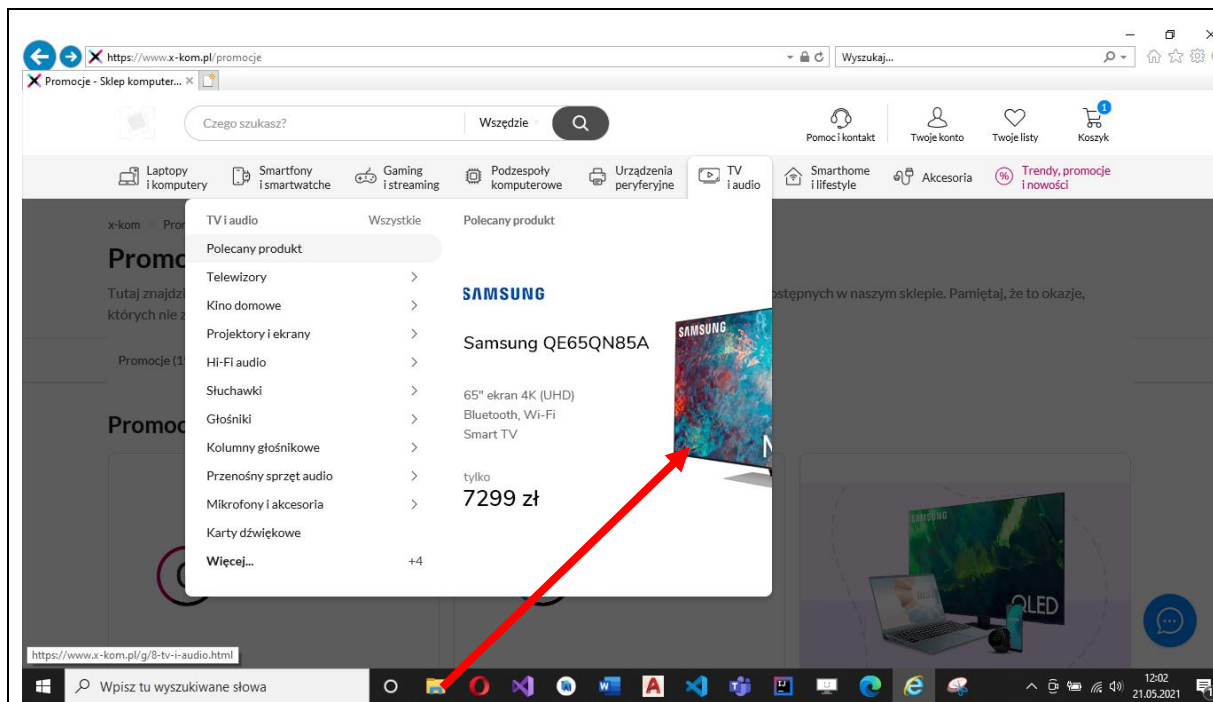 https://www.x-kom.pl/promocje
Wyszukaj...
Promocje - Sklep komputer...
Czego szukasz?
Wszędzie
Pomoc i kontakt
Twoje konto
Twoje listy
1
Koszyk
Laptopy
i komputery
Smartfony
i smartwatche
Gaming
i streaming
Podzespoły
komputerowe
Urządzenia
peryferyjne
TV
i audio
Smarthome
i lifestyle
Akcesoria
Trendy, promocje
i nowości
x-kom
TV i audio
Wszystkie
Polecany produkt
Polecany produkt
Telewizory
Kino domowe
Projektory i ekrany
Hi-Fi audio
Słuchawki
Głośniki
Kolumny głośnikowe
Przenośny sprzęt audio
Mikrofony i akcesoria
Karty dźwiękowe
Więcej...
+4
SAMSUNG
Samsung QE65QN85A
65" ekran 4K (UHD)
Bluetooth, Wi-Fi
Smart TV
tylko
7299 zł
SAMSUNG
N
Promo
Tutaj znajdzi
stępnych w naszym sklepie. Pamiętaj, że to okazje,
których nie z
Promocje (1
Promoc
SAMSUNG
QLED
https://www.x-kom.pl/g/8-tv-i-audio.html
Wpisz tu wyszukiwane słowa
12:02
21.05.2021